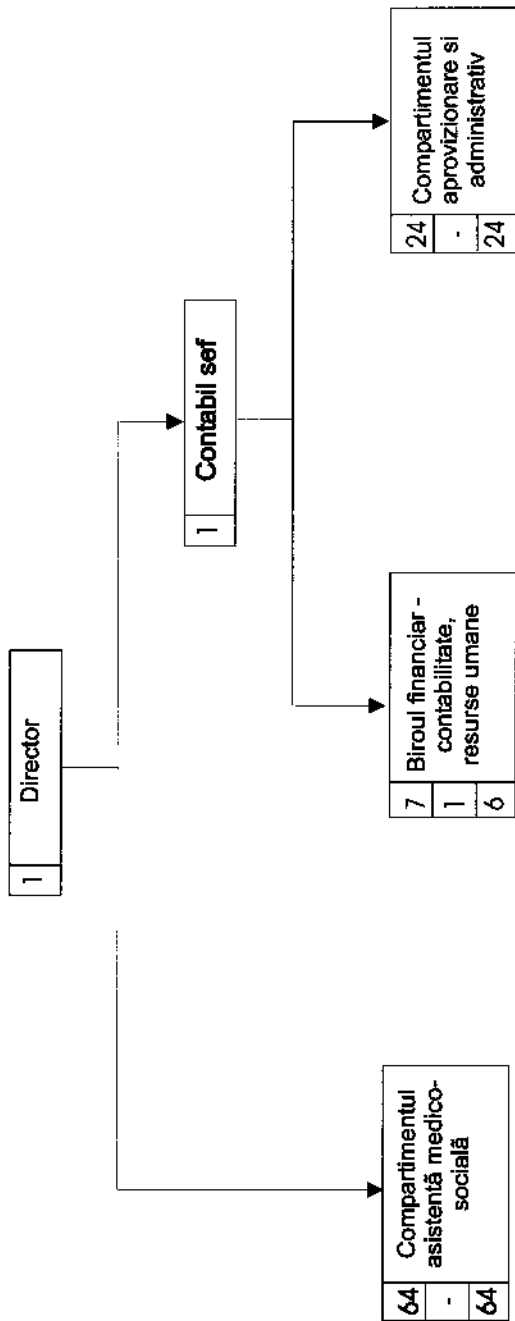 1
Director
1
Contabil sef
64
-
64
Compartimentul
asistentă medico-
socială
7
1
6
Biroul financiar -
contabilitate,
resurse umane
24
-
24
Compartimentul
aprovizionare si
administrativ